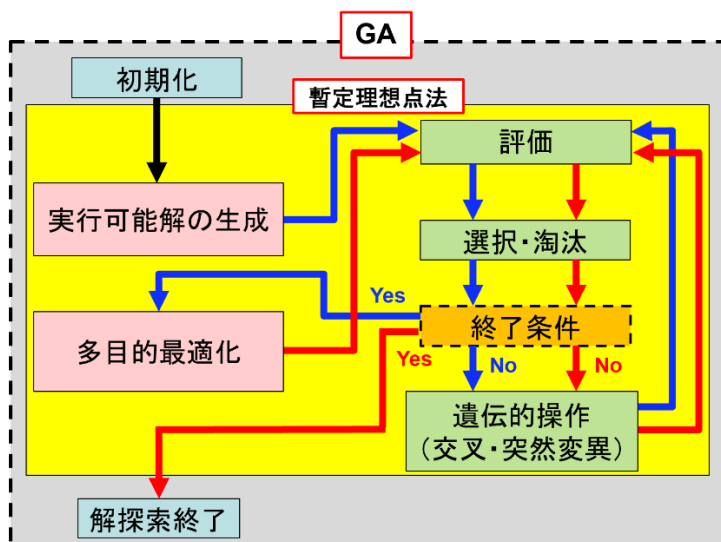 GA
初期化
暫定理想点法
評価
実行可能解の生成
選択・淘汰
Yes
終了条件
多目的最適化
Yes
No
No
遺伝的操作
(交叉・突然変異)
解探索終了